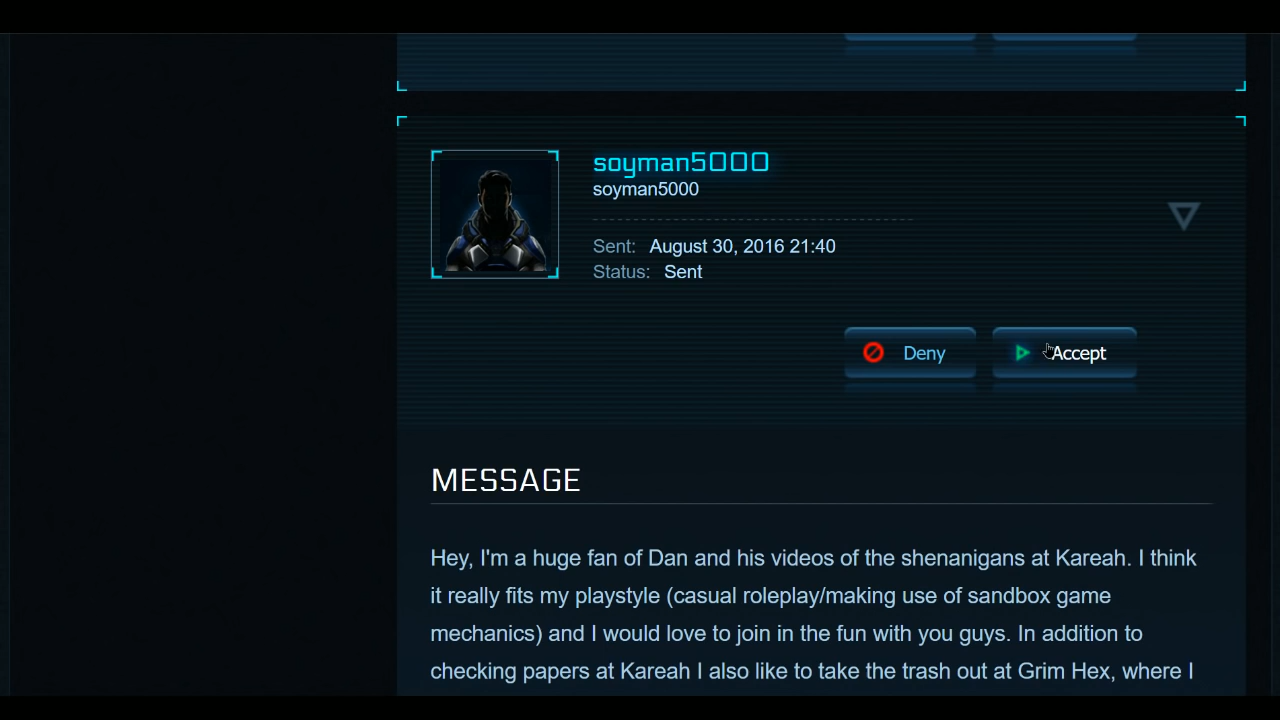 soyman5000
soyman5000
Sent: August 30, 2016 21:40
Status: Sent
Deny
Accept
MESSAGE
Hey, I'm a huge fan of Dan and his videos of the shenanigans at Kareah. I think
it really fits my playstyle (casual roleplay/making use of sandbox game
mechanics) and I would love to join in the fun with you guys. In addition to
checking papers at Kareah I also like to take the trash out at Grim Hex, where I